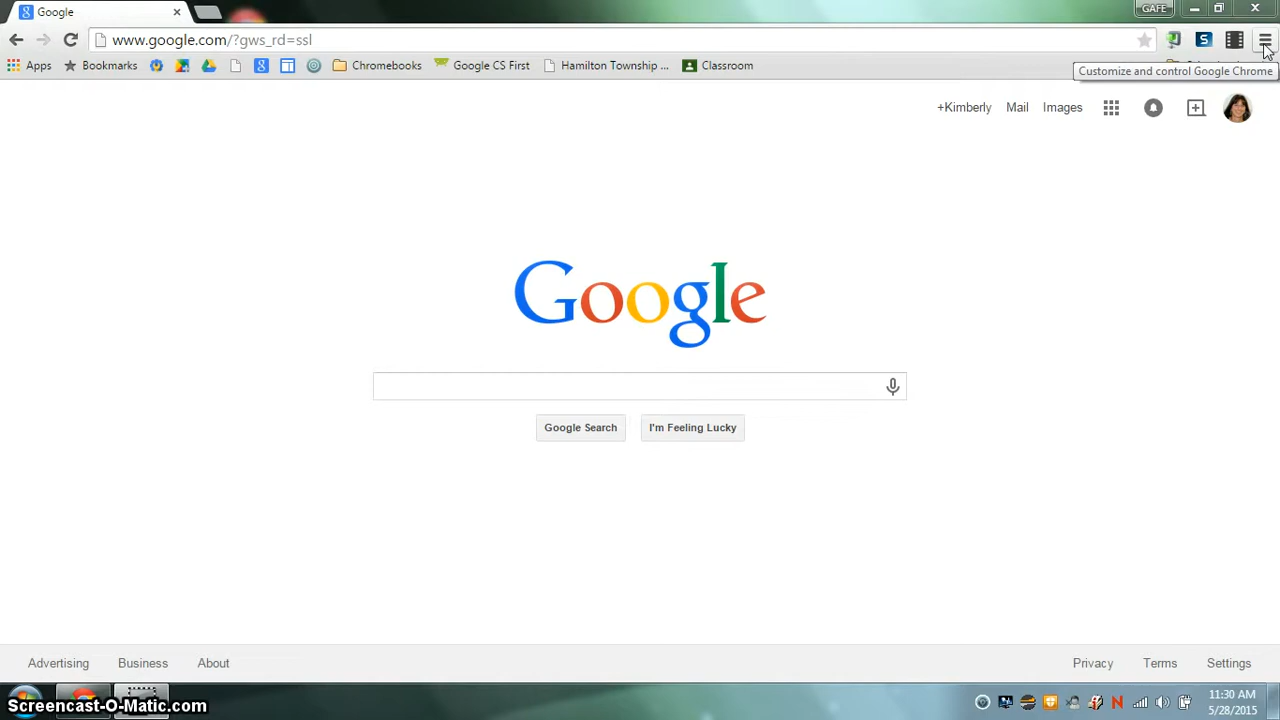 Google
GAFE
www.google.com/?gws_rd=ssl
Apps
Bookmarks
Chromebooks
Google CS First
Hamilton Township ...
Classroom
Customize and control Google Chrome
+Kimberly
Mail
Images
Google
Google Search
I'm Feeling Lucky
Advertising
Business
About
Privacy
Terms
Settings
Screencast-O-Matic.com
11:30 AM
5/28/2015